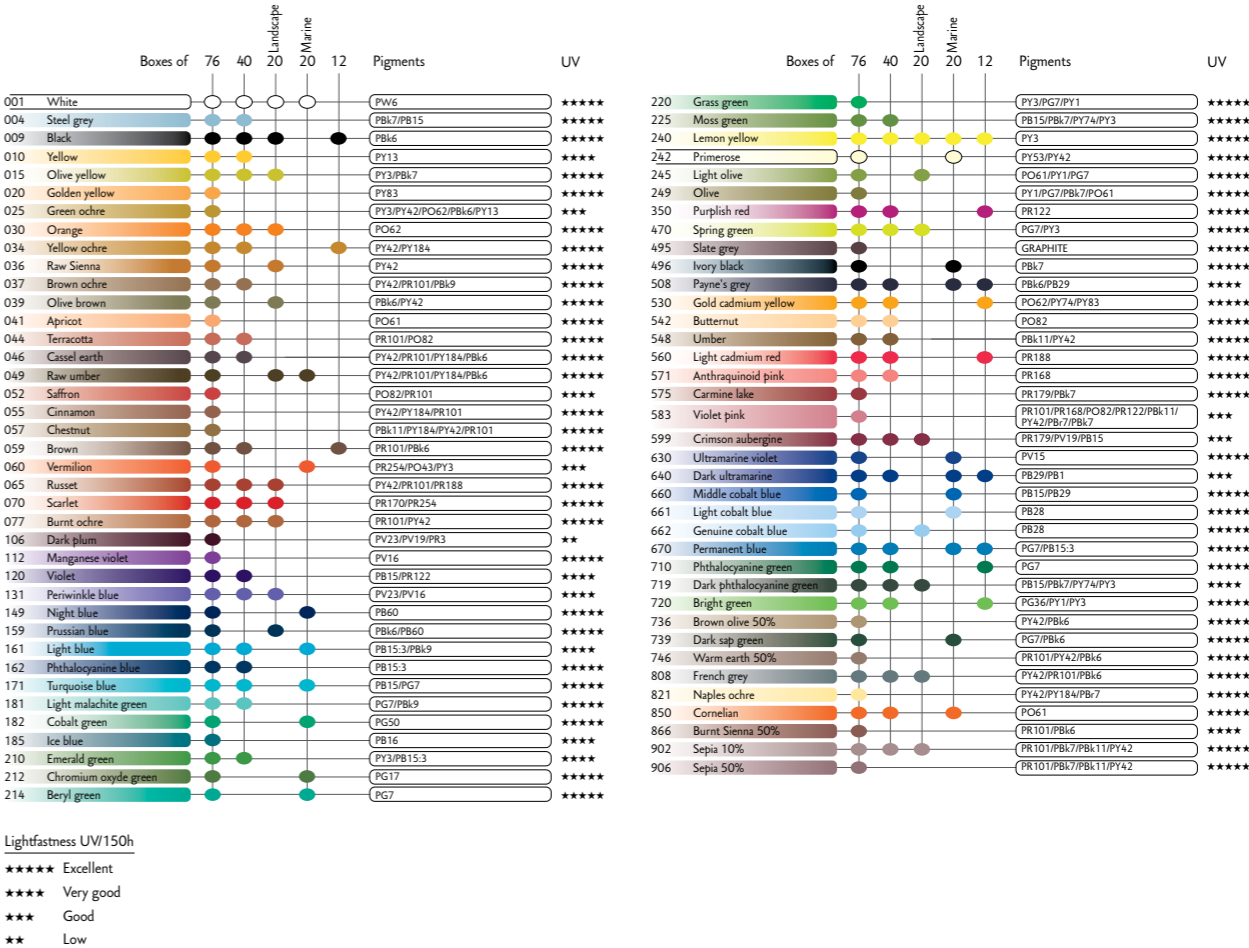 Boxes of 76 40 20 Landscape 20 Marine 12 Pigments UV
001 White PW6 ★★★★★
004 Steel grey PBk7/PB15 ★★★★★
009 Black PBk6 ★★★★★
010 Yellow PY13 ★★★★
015 Olive yellow PY3/PBk7 ★★★★★
020 Golden yellow PY83 ★★★★★
025 Green ochre PY3/PY42/PO62/PBk6/PY13 ★★★
030 Orange PO62 ★★★★★
034 Yellow ochre PY42/PY184 ★★★★★
036 Raw Sienna PY42 ★★★★★
037 Brown ochre PY42/PR101/PBk9 ★★★★★
039 Olive brown PBk6/PY42 ★★★★★
041 Apricot PO61 ★★★★★
044 Terracotta PR101/PO82 ★★★★★
046 Cassel earth PY42/PR101/PY184/PBk6 ★★★★★
049 Raw umber PY42/PR101/PY184/PBk6 ★★★★★
052 Saffron PO82/PR101 ★★★★
055 Cinnamon PY42/PY184/PR101 ★★★★★
057 Chestnut PBk11/PY184/PY42/PR101 ★★★★★
059 Brown PR101/PBk6 ★★★★★
060 Vermilion PR254/PO43/PY3 ★★★
065 Russet PY42/PR101/PR188 ★★★★★
070 Scarlet PR170/PR254 ★★★★
077 Burnt ochre PR101/PY42 ★★★★★
106 Dark plum PV23/PV19/PR3 ★★
112 Manganese violet PV16 ★★★★★
120 Violet PB15/PR122 ★★★★
131 Periwinkle blue PV23/PV16 ★★★★
149 Night blue PB60 ★★★★★
159 Prussian blue PBk6/PB60 ★★★★★
161 Light blue PB15:3/PBk9 ★★★★
162 Phthalocyanine blue PB15:3 ★★★★★
171 Turquoise blue PB15/PG7 ★★★★★
181 Light malachite green PG7/PBk9 ★★★★★
182 Cobalt green PG50 ★★★★★
185 Ice blue PB16 ★★★★
210 Emerald green PY3/PB15:3 ★★★★
212 Chromium oxyde green PG17 ★★★★★
214 Beryl green PG7 ★★★★★
Lightfastness UV/150h
★★★★★ Excellent
★★★★ Very good
★★★ Good
★★ Low
Boxes of 76 40 20 Landscape 20 Marine 12 Pigments UV
220 Grass green PY3/PG7/PY1 ★★★★★
225 Moss green PB15/PBk7/PY74/PY3 ★★★★★
240 Lemon yellow PY3 ★★★★★
242 Primerose PY53/PY42 ★★★★★
245 Light olive PO61/PY1/PG7 ★★★★★
249 Olive PY1/PG7/PBk7/PO61 ★★★★★
350 Purplish red PR122 ★★★★★
470 Spring green PG7/PY3 ★★★★★
495 Slate grey GRAPHITE ★★★★★
496 Ivory black PBk7 ★★★★★
508 Payne's grey PBk6/PB29 ★★★★
530 Gold cadmium yellow PO62/PY74/PY83 ★★★★★
542 Butternut PO82 ★★★★★
548 Umber PBk11/PY42 ★★★★★
560 Light cadmium red PR188 ★★★★★
571 Anthraquinoid pink PR168 ★★★★★
575 Carmine lake PR179/PBk7 ★★★★★
583 Violet pink PR101/PR168/PO82/PR122/PBk11/ ★★★
PY42/PBr7/PBk7
599 Crimson aubergine PR179/PV19/PB15 ★★★
630 Ultramarine violet PV15 ★★★★★
640 Dark ultramarine PB29/PB1 ★★★
660 Middle cobalt blue PB15/PB29 ★★★★★
661 Light cobalt blue PB28 ★★★★★
662 Genuine cobalt blue PB28 ★★★★★
670 Permanent blue PG7/PB15:3 ★★★★★
710 Phthalocyanine green PG7 ★★★★★
719 Dark phthalocyanine green PB15/PBk7/PY74/PY3 ★★★★
720 Bright green PG36/PY1/PY3 ★★★★★
736 Brown olive 50% PY42/PBk6 ★★★★★
739 Dark sap green PG7/PBk6 ★★★★★
746 Warm earth 50% PR101/PY42/PBk6 ★★★★★
808 French grey PY42/PR101/PBk6 ★★★★★
821 Naples ochre PY42/PY184/PBr7 ★★★★★
850 Cornelian PO61 ★★★★★
866 Burnt Sienna 50% PR101/PBk6 ★★★★
902 Sepia 10% PR101/PBk7/PBk11/PY42 ★★★★★
906 Sepia 50% PR101/PBk7/PBk11/PY42 ★★★★★